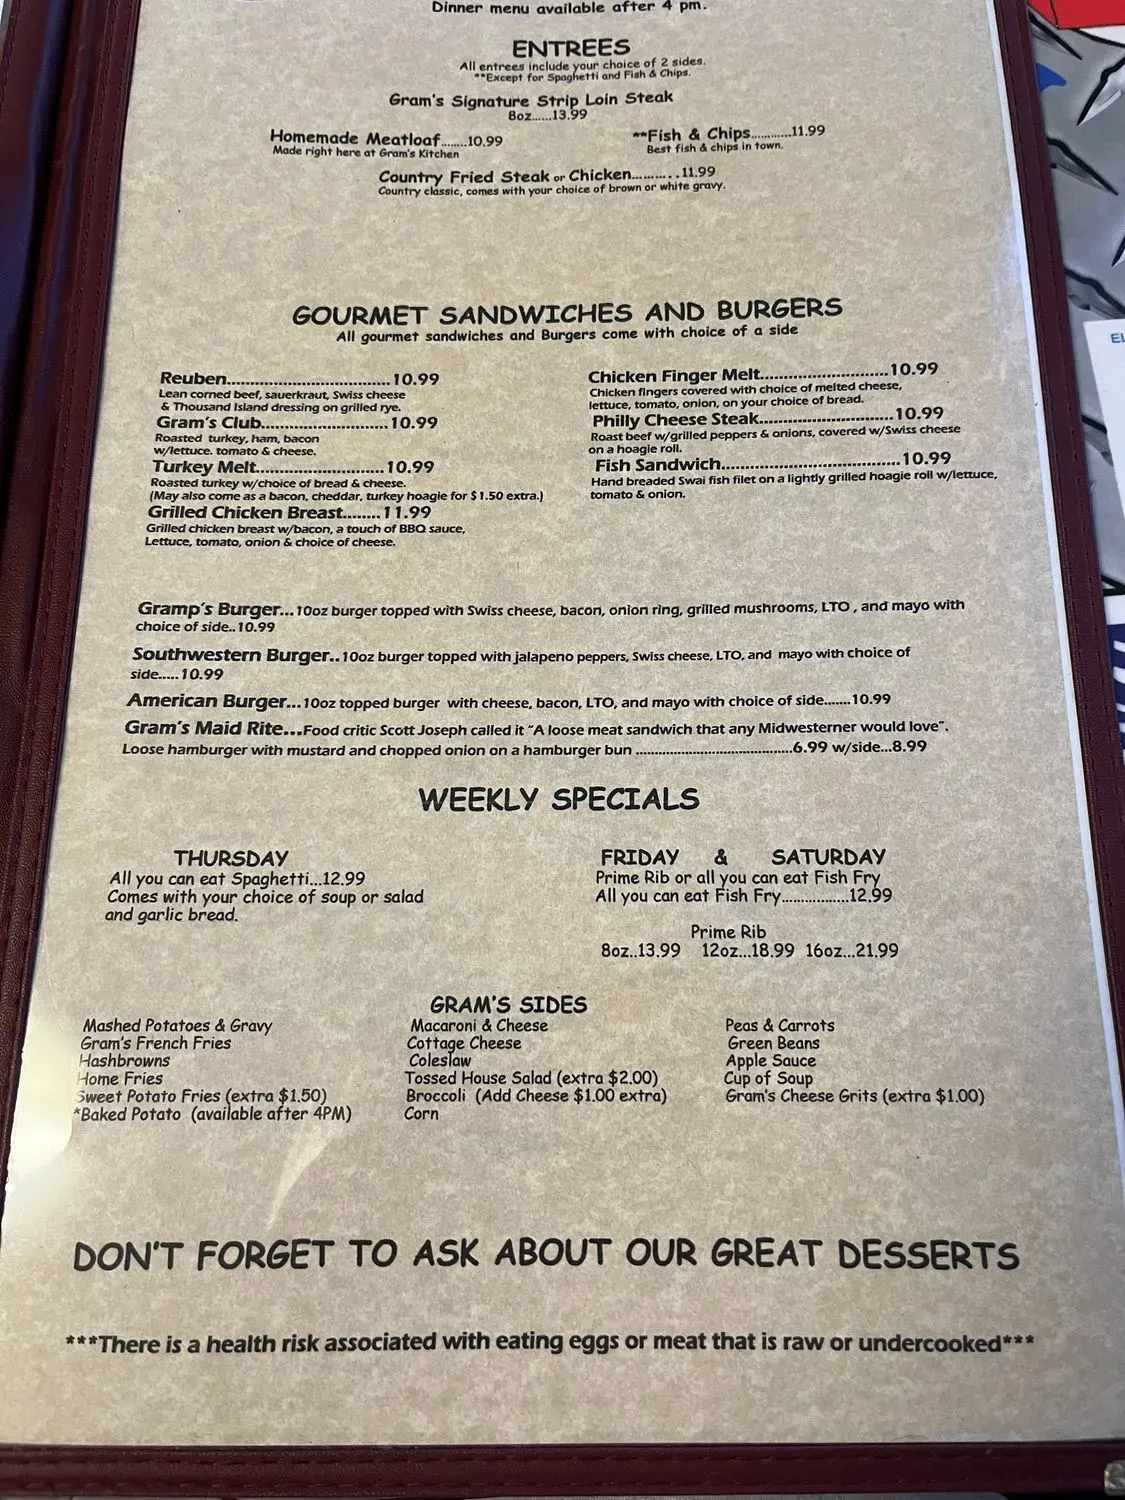 Dinner menu available after 4 pm.
ENTREES
All entrees include your choice of 2 sides.
**Except for Spaghetti and Fish & Chips.
Gram's Signature Strip Loin Steak
8oz......13.99
Homemade Meatloaf........10.99
Made right here at Gram's Kitchen
**Fish & Chips............11.99
Best fish & chips in town.
Country Fried Steak or Chicken...........11.99
Country classic, comes with your choice of brown or white gravy.
GOURMET SANDWICHES AND BURGERS
All gourmet sandwiches and Burgers come with choice of a side
Reuben...................................10.99
Lean corned beef, sauerkraut, Swiss cheese
& Thousand Island dressing on grilled rye.
Gram's Club...........................10.99
Roasted turkey, ham, bacon
w/lettuce. tomato & cheese.
Turkey Melt...........................10.99
Roasted turkey w/choice of bread & cheese.
(May also come as a bacon, cheddar, turkey hoagie for $1.50 extra.)
Grilled Chicken Breast........11.99
Grilled chicken breast w/bacon, a touch of BBQ sauce,
Lettuce, tomato, onion & choice of cheese.
Chicken Finger Melt...........................10.99
Chicken fingers covered with choice of melted cheese,
lettuce, tomato, onion, on your choice of bread.
Philly Cheese Steak............................10.99
Roast beef w/grilled peppers & onions, covered w/Swiss cheese
on a hoagie roll.
Fish Sandwich......................................10.99
Hand breaded Swai fish filet on a lightly grilled hoagie roll w/lettuce,
tomato & onion.
Gramp's Burger...10oz burger topped with Swiss cheese, bacon, onion ring, grilled mushrooms, LTO , and mayo with
choice of side..10.99
Southwestern Burger..10oz burger topped with jalapeno peppers, Swiss cheese, LTO, and mayo with choice of
side.....10.99
American Burger...10oz topped burger with cheese, bacon, LTO, and mayo with choice of side.......10.99
Gram's Maid Rite...Food critic Scott Joseph called it "A loose meat sandwich that any Midwesterner would love".
Loose hamburger with mustard and chopped onion on a hamburger bun ..........................................6.99 w/side...8.99
WEEKLY SPECIALS
THURSDAY
All you can eat Spaghetti...12.99
Comes with your choice of soup or salad
and garlic bread.
FRIDAY & SATURDAY
Prime Rib or all you can eat Fish Fry
All you can eat Fish Fry.................12.99
Prime Rib
8oz..13.99 12oz...18.99 16oz...21.99
GRAM'S SIDES
Mashed Potatoes & Gravy
Gram's French Fries
Hashbrowns
Home Fries
Sweet Potato Fries (extra $1.50)
*Baked Potato (available after 4PM)
Macaroni & Cheese
Cottage Cheese
Coleslaw
Tossed House Salad (extra $2.00)
Broccoli (Add Cheese $1.00 extra)
Corn
Peas & Carrots
Green Beans
Apple Sauce
Cup of Soup
Gram's Cheese Grits (extra $1.00)
DON'T FORGET TO ASK ABOUT OUR GREAT DESSERTS
***There is a health risk associated with eating eggs or meat that is raw or undercooked***